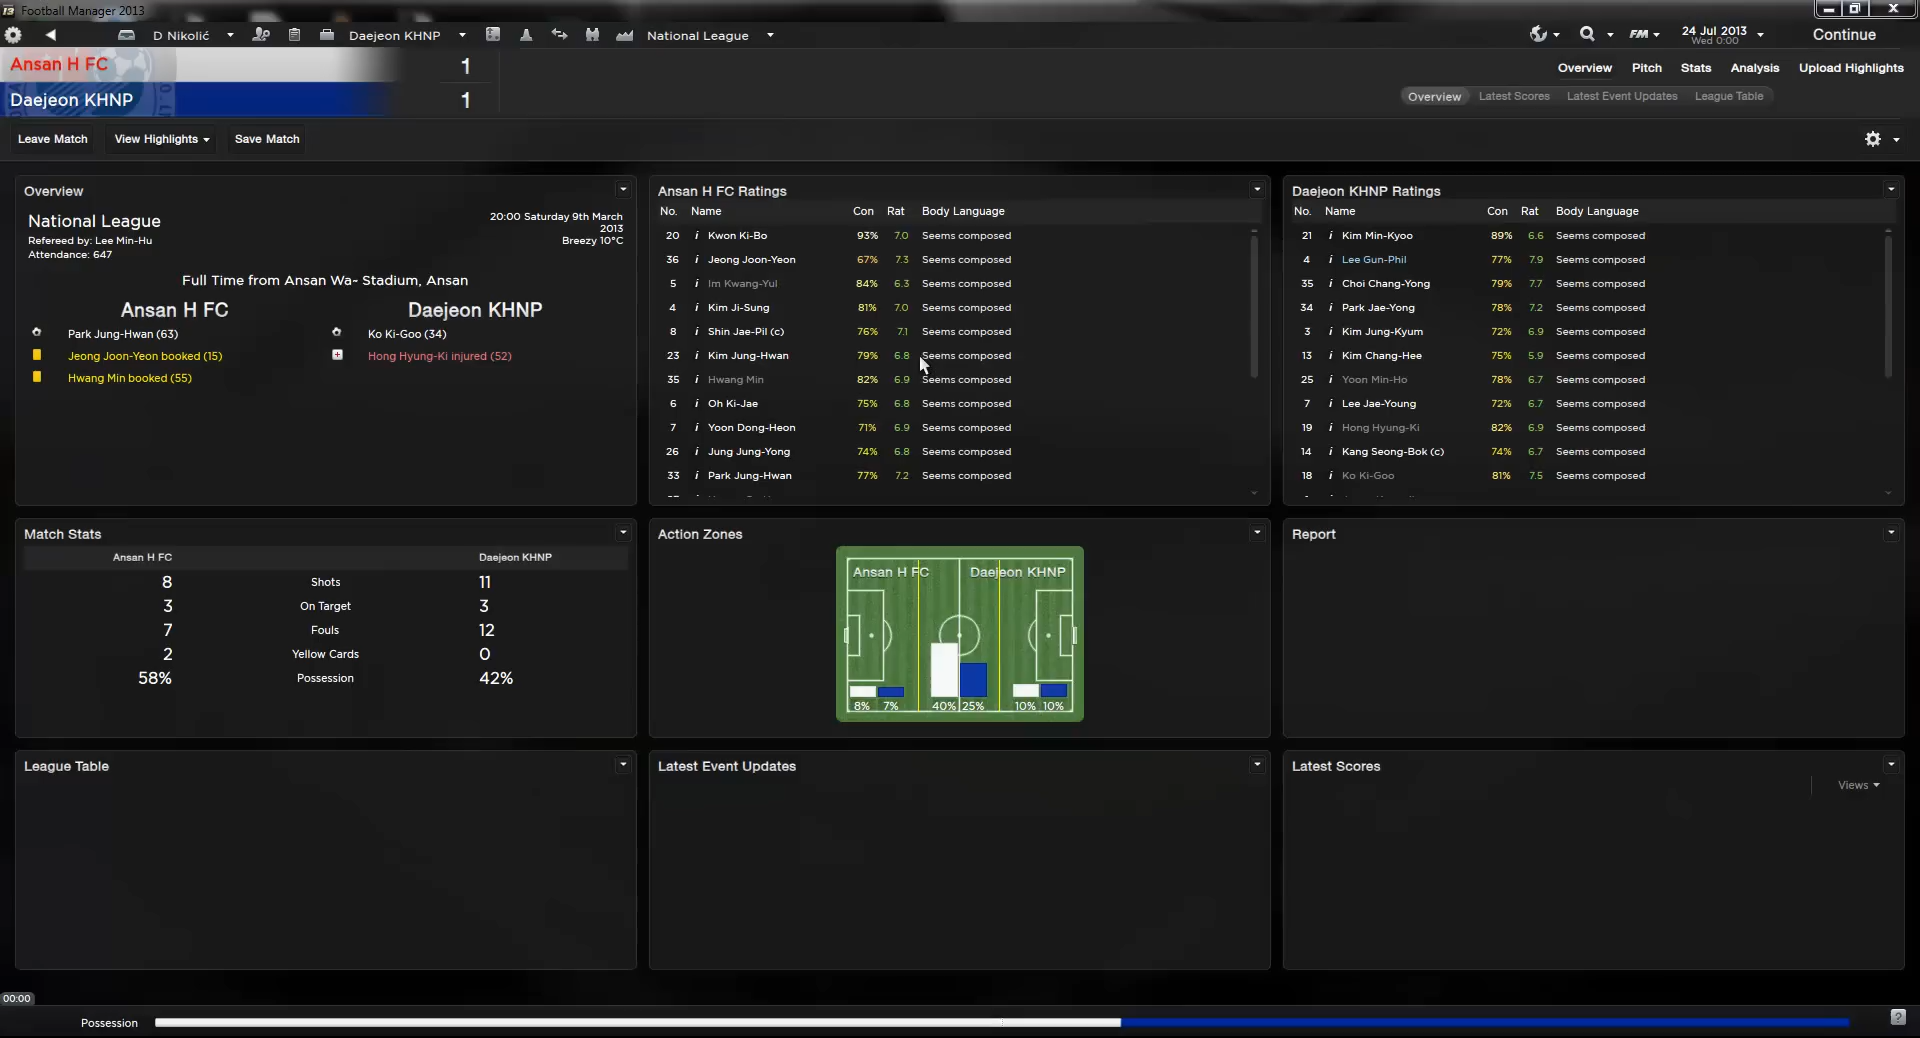 Football Manager 2013
D Nikolić Daejeon KHNP National League FM 24 Jul 2013 Wed 0:00 Continue
Ansan H FC 1
Daejeon KHNP 1
Overview Pitch Stats Analysis Upload Highlights
Overview Latest Scores Latest Event Updates League Table
Leave Match View Highlights Save Match
Overview
National League
Refereed by: Lee Min-Hu
Attendance: 647
20:00 Saturday 9th March
2013
Breezy 10°C
Full Time from Ansan Wa~ Stadium, Ansan
Ansan H FC Daejeon KHNP
Park Jung-Hwan (63) Ko Ki-Goo (34)
Jeong Joon-Yeon booked (15) Hong Hyung-Ki injured (52)
Hwang Min booked (55)
Ansan H FC Ratings
No. Name Con Rat Body Language
20 i Kwon Ki-Bo 93% 7.0 Seems composed
36 i Jeong Joon-Yeon 67% 7.3 Seems composed
5 i Im Kwang-Yul 84% 6.3 Seems composed
4 i Kim Ji-Sung 81% 7.0 Seems composed
8 i Shin Jae-Pil (c) 76% 7.1 Seems composed
23 i Kim Jung-Hwan 79% 6.8 Seems composed
35 i Hwang Min 82% 6.9 Seems composed
6 i Oh Ki-Jae 75% 6.8 Seems composed
7 i Yoon Dong-Heon 71% 6.9 Seems composed
26 i Jung Jung-Yong 74% 6.8 Seems composed
33 i Park Jung-Hwan 77% 7.2 Seems composed
Daejeon KHNP Ratings
No. Name Con Rat Body Language
21 i Kim Min-Kyoo 89% 6.6 Seems composed
4 i Lee Gun-Phil 77% 7.9 Seems composed
35 i Choi Chang-Yong 79% 7.7 Seems composed
34 i Park Jae-Yong 78% 7.2 Seems composed
3 i Kim Jung-Kyum 72% 6.9 Seems composed
13 i Kim Chang-Hee 75% 5.9 Seems composed
25 i Yoon Min-Ho 78% 6.7 Seems composed
7 i Lee Jae-Young 72% 6.7 Seems composed
19 i Hong Hyung-Ki 82% 6.9 Seems composed
14 i Kang Seong-Bok (c) 74% 6.7 Seems composed
18 i Ko Ki-Goo 81% 7.5 Seems composed
Match Stats
Ansan H FC Daejeon KHNP
8 Shots 11
3 On Target 3
7 Fouls 12
2 Yellow Cards 0
58% Possession 42%
Action Zones
Ansan H FC Daejeon KHNP
8% 7% 40% 25% 10% 10%
Report
League Table
Latest Event Updates
Latest Scores
Views
00:00
Possession
?